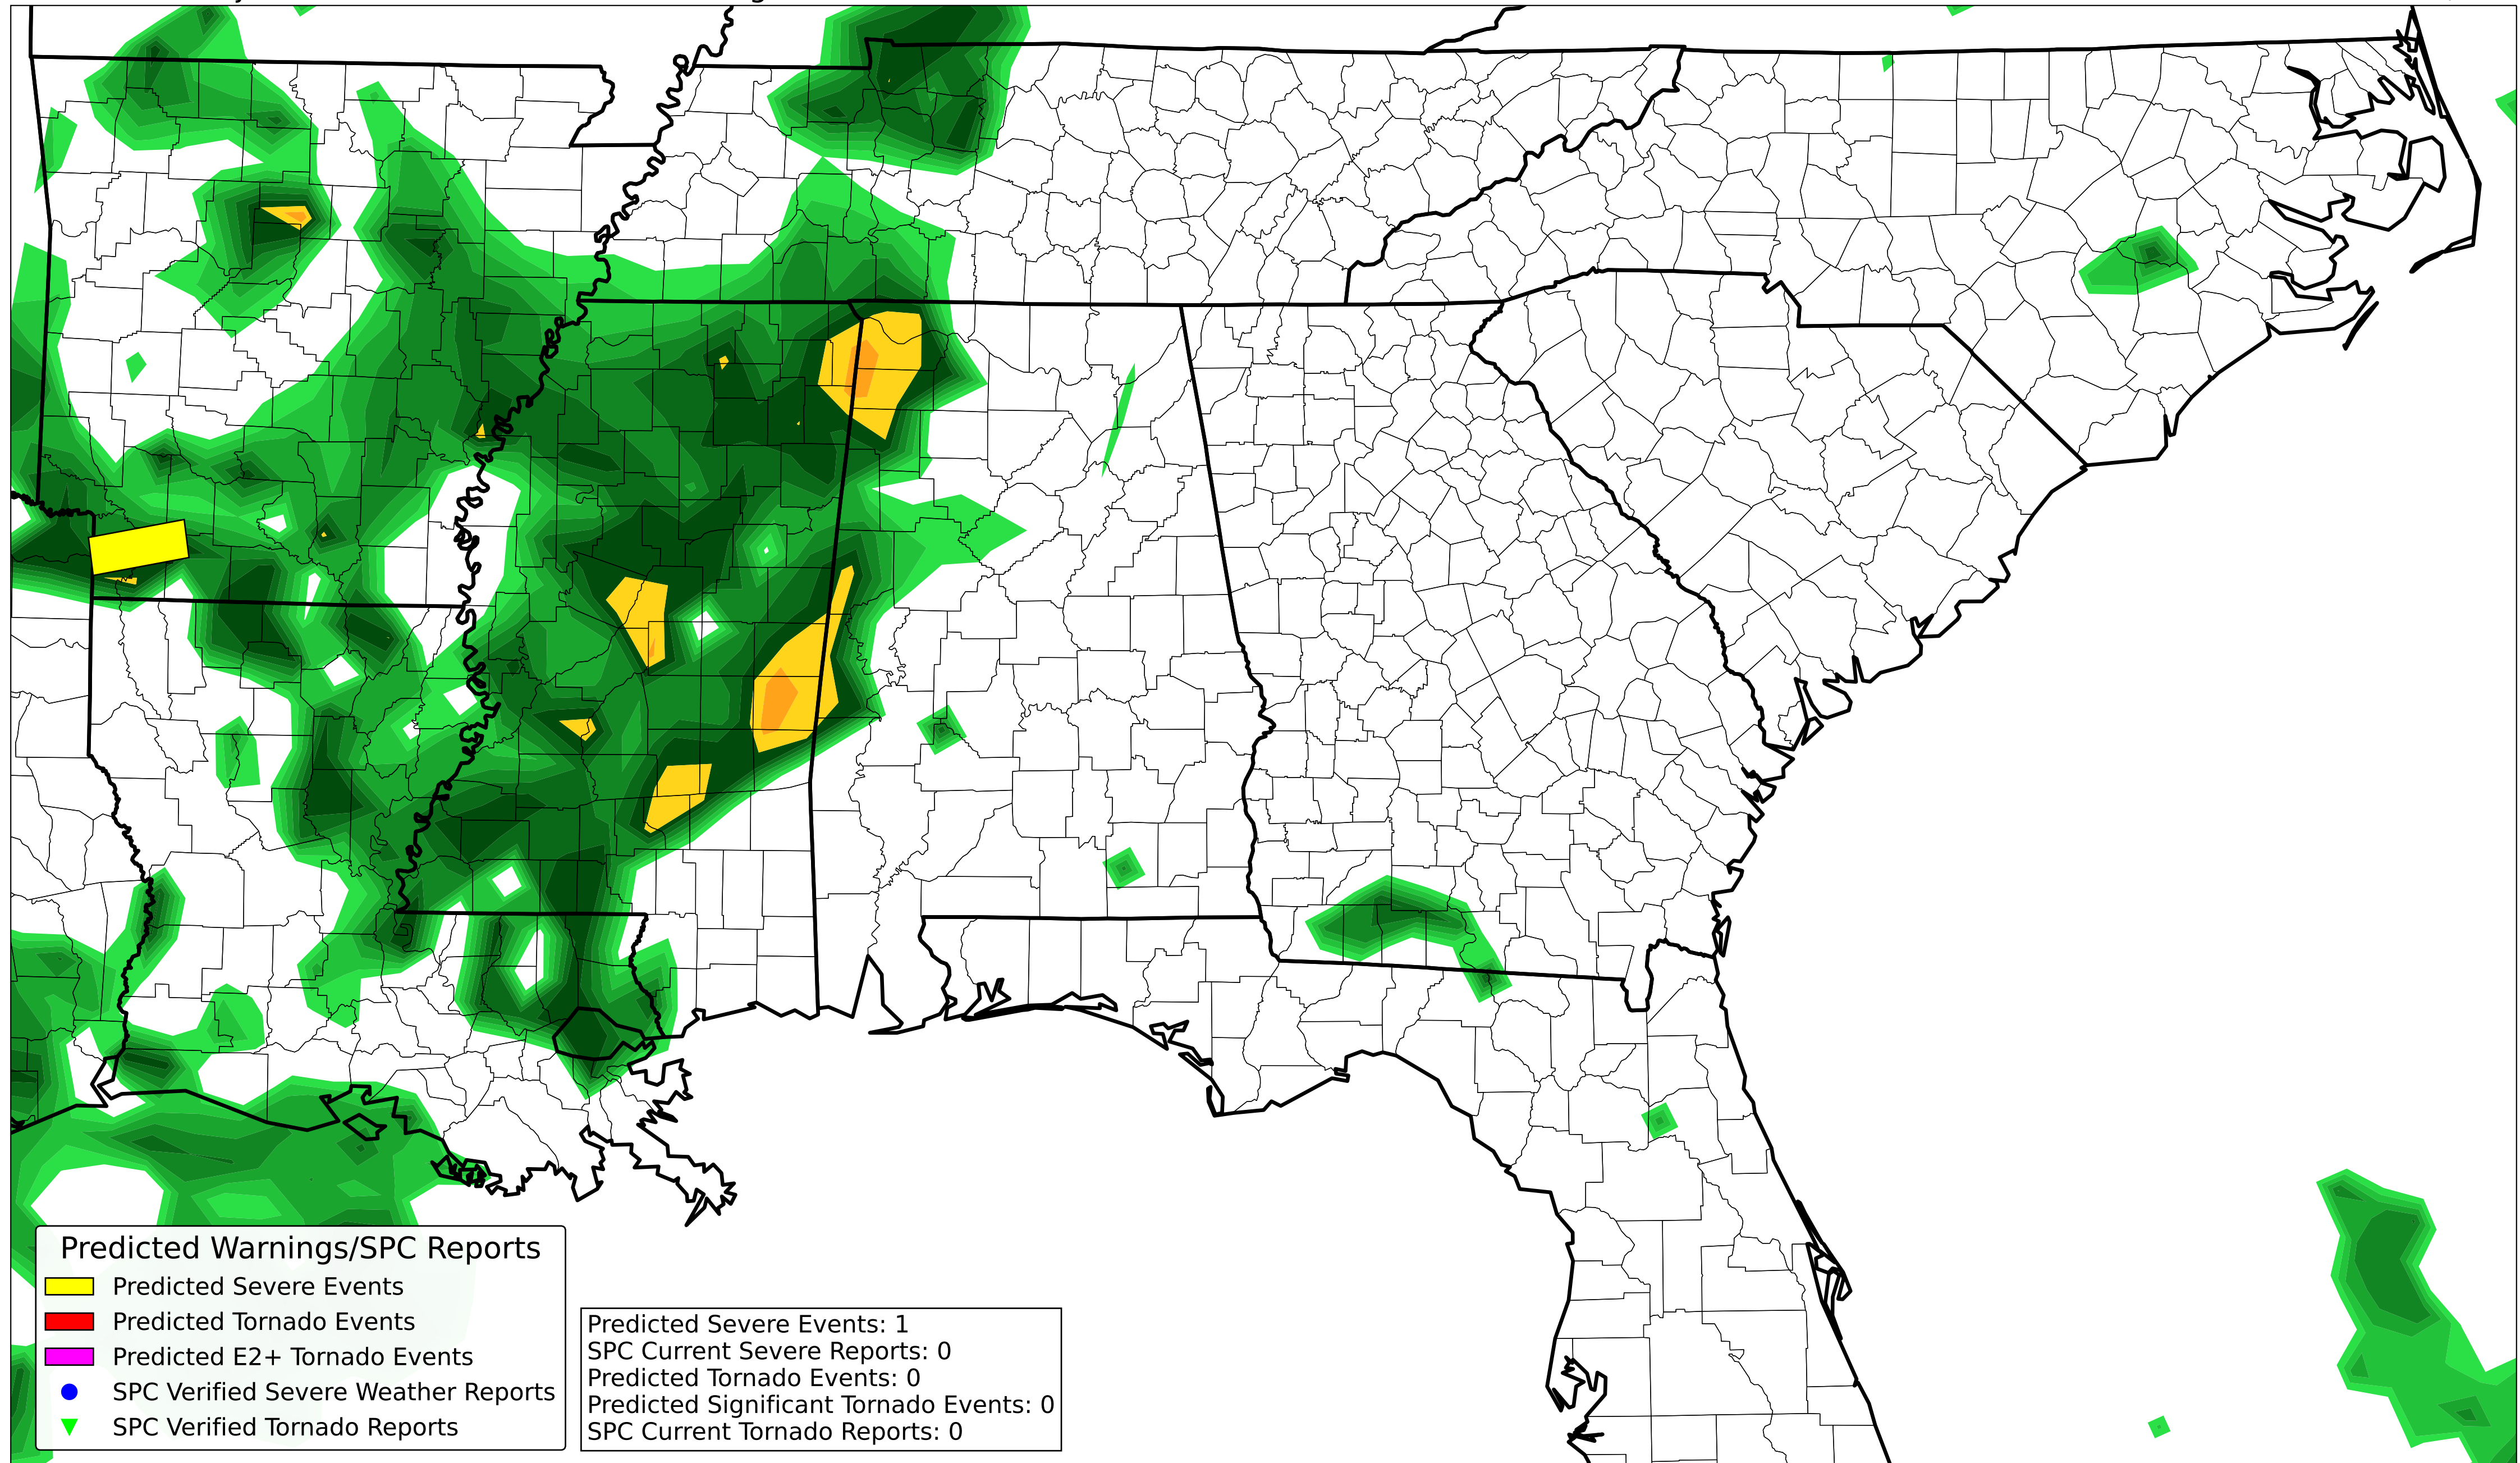 Predicted Warnings/SPC Reports
Predicted Severe Events
Predicted Tornado Events
Predicted E2+ Tornado Events
SPC Verified Severe Weather Reports
SPC Verified Tornado Reports
Predicted Severe Events: 1
SPC Current Severe Reports: 0
Predicted Tornado Events: 0
Predicted Significant Tornado Events: 0
SPC Current Tornado Reports: 0